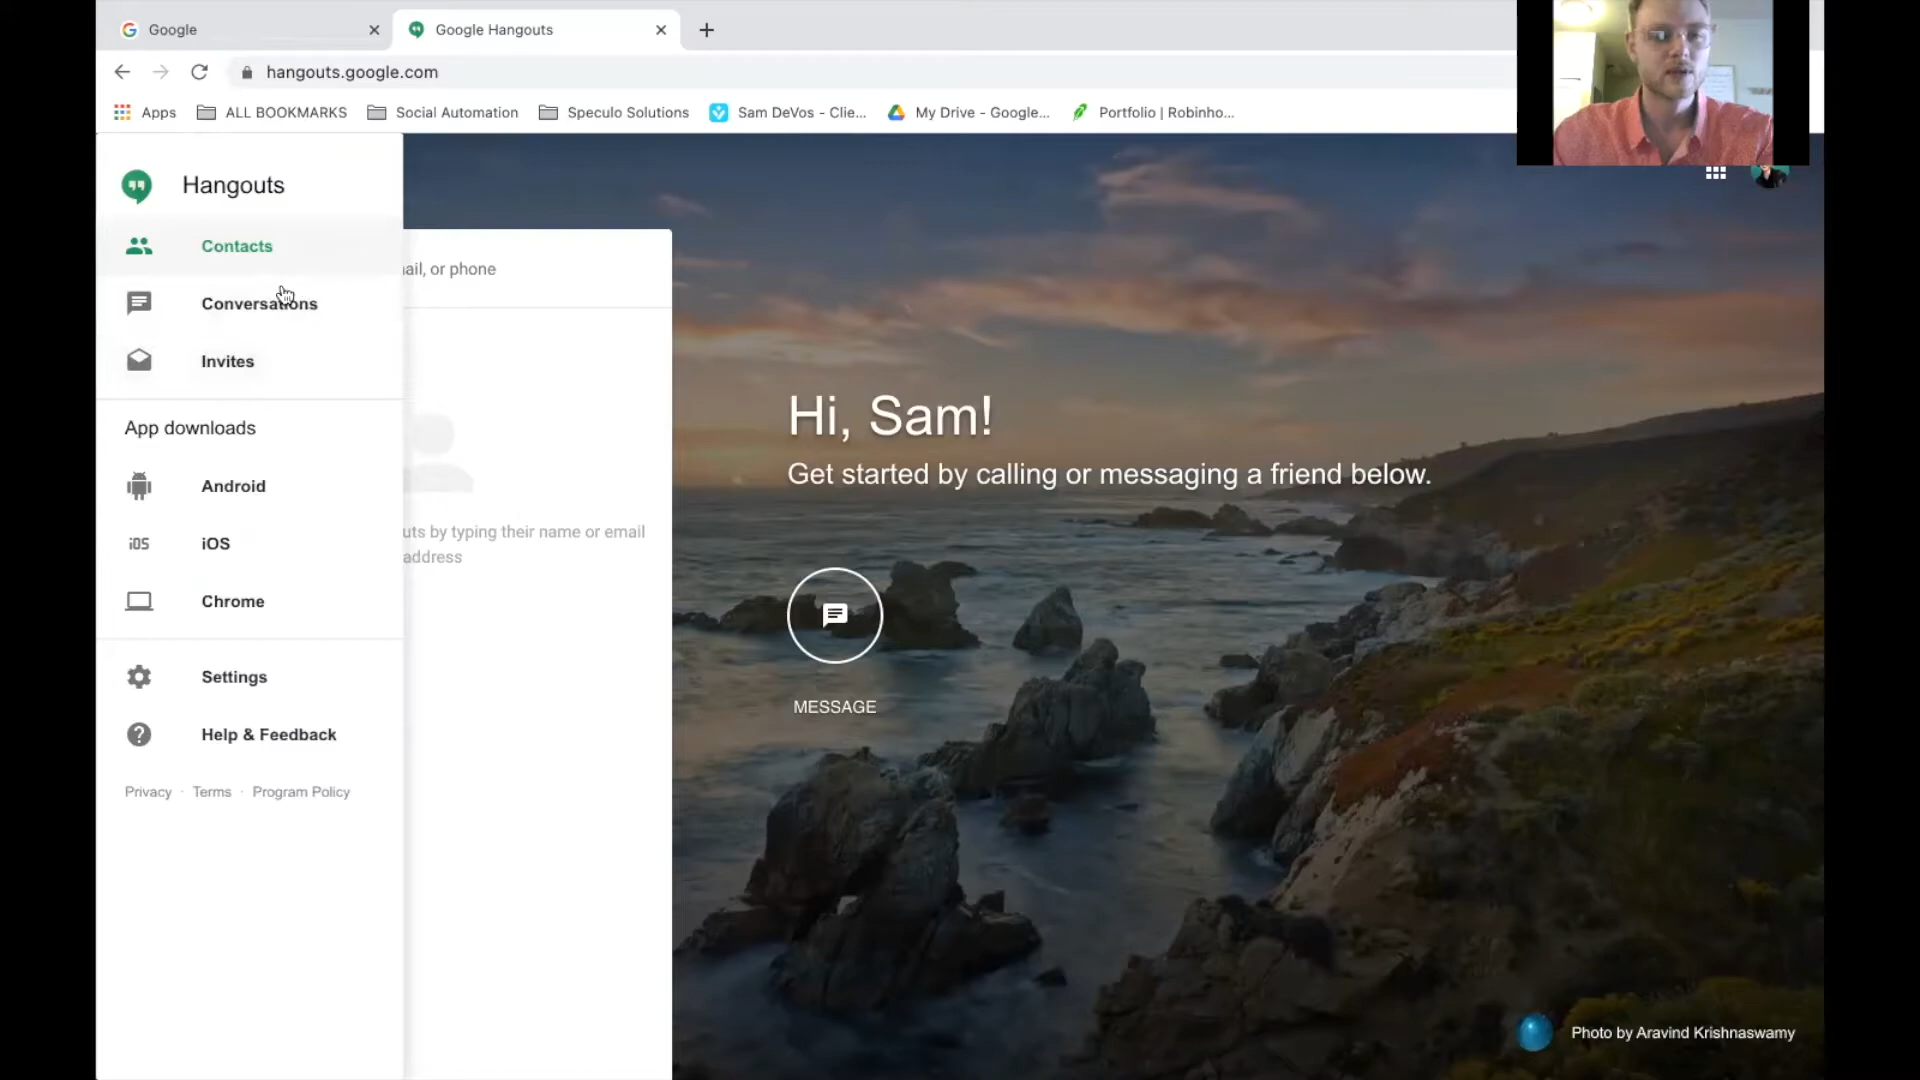 Google
Google Hangouts
hangouts.google.com
Apps
ALL BOOKMARKS
Social Automation
Speculo Solutions
Sam DeVos - Clie...
My Drive - Google...
Portfolio | Robinho...
Hangouts
Contacts
Conversations
Invites
App downloads
Android
iOS
iOS
Chrome
Settings
Help & Feedback
Privacy · Terms · Program Policy
ail, or phone
uts by typing their name or email
address
Hi, Sam!
Get started by calling or messaging a friend below.
MESSAGE
Photo by Aravind Krishnaswamy